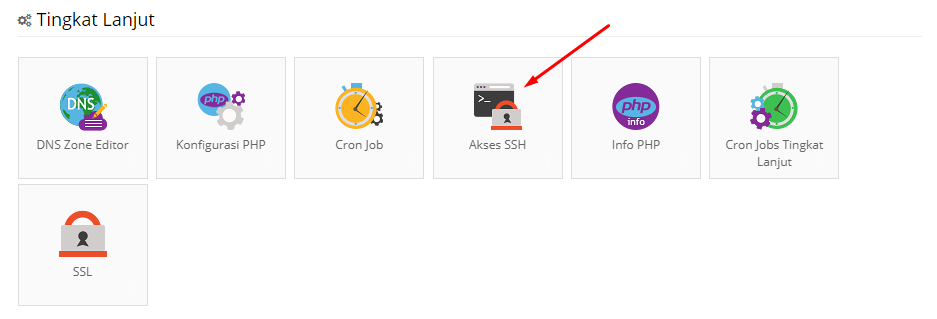 Tingkat Lanjut
DNS
php
>_
php
info
DNS Zone Editor
Konfigurasi PHP
Cron Job
Akses SSH
Info PHP
Cron Jobs Tingkat
Lanjut
SSL